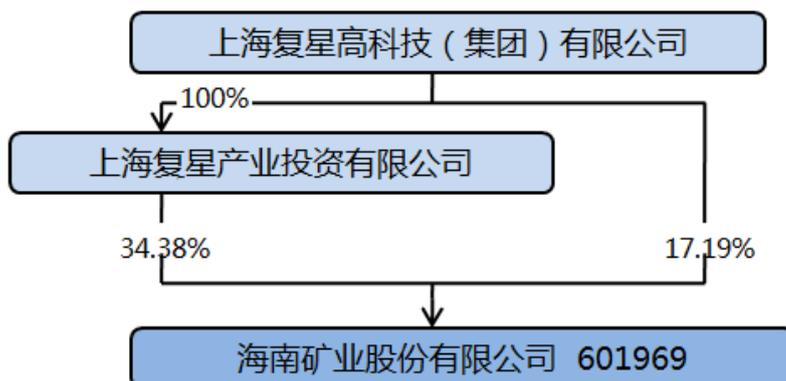 上海复星高科技（集团）有限公司
100%
上海复星产业投资有限公司
34.38%
17.19%
海南矿业股份有限公司 601969